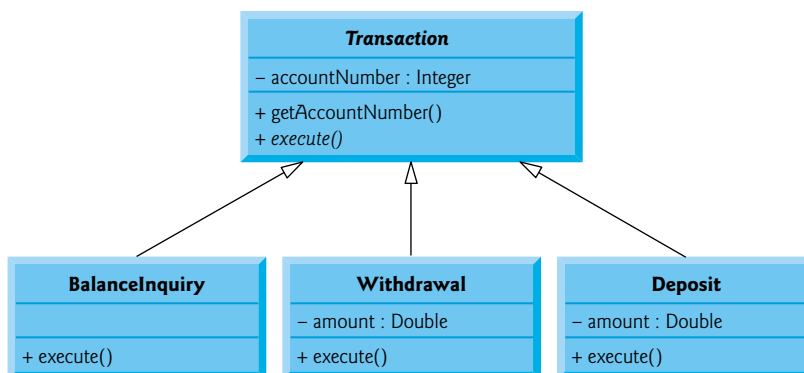 Transaction
– accountNumber : Integer
+ getAccountNumber()
+ execute()
BalanceInquiry
+ execute()
Withdrawal
– amount : Double
+ execute()
Deposit
– amount : Double
+ execute()